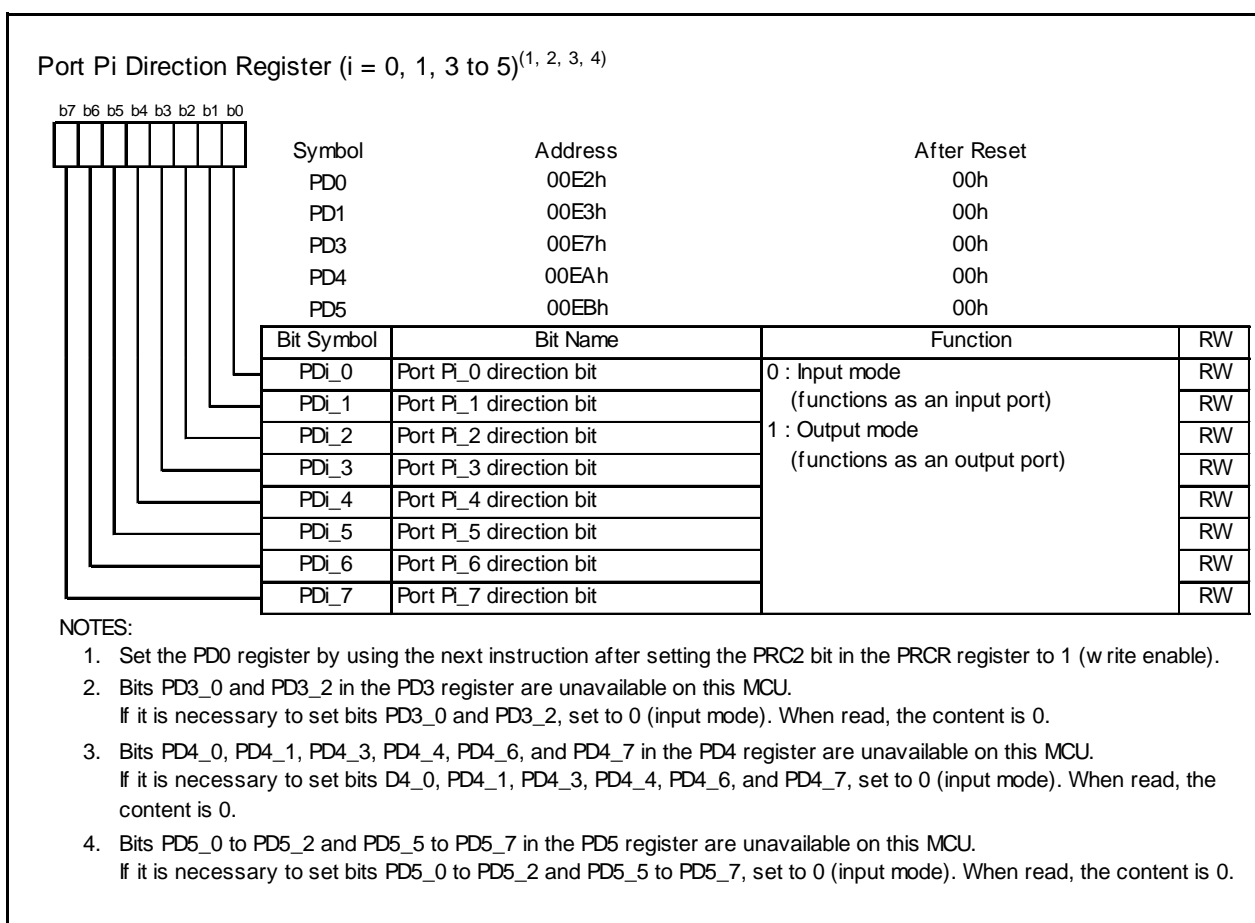 Port Pi Direction Register (i = 0, 1, 3 to 5)(1, 2, 3, 4)
b7 b6 b5 b4 b3 b2 b1 b0
Symbol Address After Reset
PD0 00E2h 00h
PD1 00E3h 00h
PD3 00E7h 00h
PD4 00EAh 00h
PD5 00EBh 00h
Bit Symbol Bit Name Function RW
PDi_0 Port Pi_0 direction bit 0 : Input mode RW
PDi_1 Port Pi_1 direction bit (functions as an input port) RW
PDi_2 Port Pi_2 direction bit 1 : Output mode RW
PDi_3 Port Pi_3 direction bit (functions as an output port) RW
PDi_4 Port Pi_4 direction bit RW
PDi_5 Port Pi_5 direction bit RW
PDi_6 Port Pi_6 direction bit RW
PDi_7 Port Pi_7 direction bit RW
NOTES:
1. Set the PD0 register by using the next instruction after setting the PRC2 bit in the PRCR register to 1 (w rite enable).
2. Bits PD3_0 and PD3_2 in the PD3 register are unavailable on this MCU.
If it is necessary to set bits PD3_0 and PD3_2, set to 0 (input mode). When read, the content is 0.
3. Bits PD4_0, PD4_1, PD4_3, PD4_4, PD4_6, and PD4_7 in the PD4 register are unavailable on this MCU.
If it is necessary to set bits D4_0, PD4_1, PD4_3, PD4_4, PD4_6, and PD4_7, set to 0 (input mode). When read, the
content is 0.
4. Bits PD5_0 to PD5_2 and PD5_5 to PD5_7 in the PD5 register are unavailable on this MCU.
If it is necessary to set bits PD5_0 to PD5_2 and PD5_5 to PD5_7, set to 0 (input mode). When read, the content is 0.